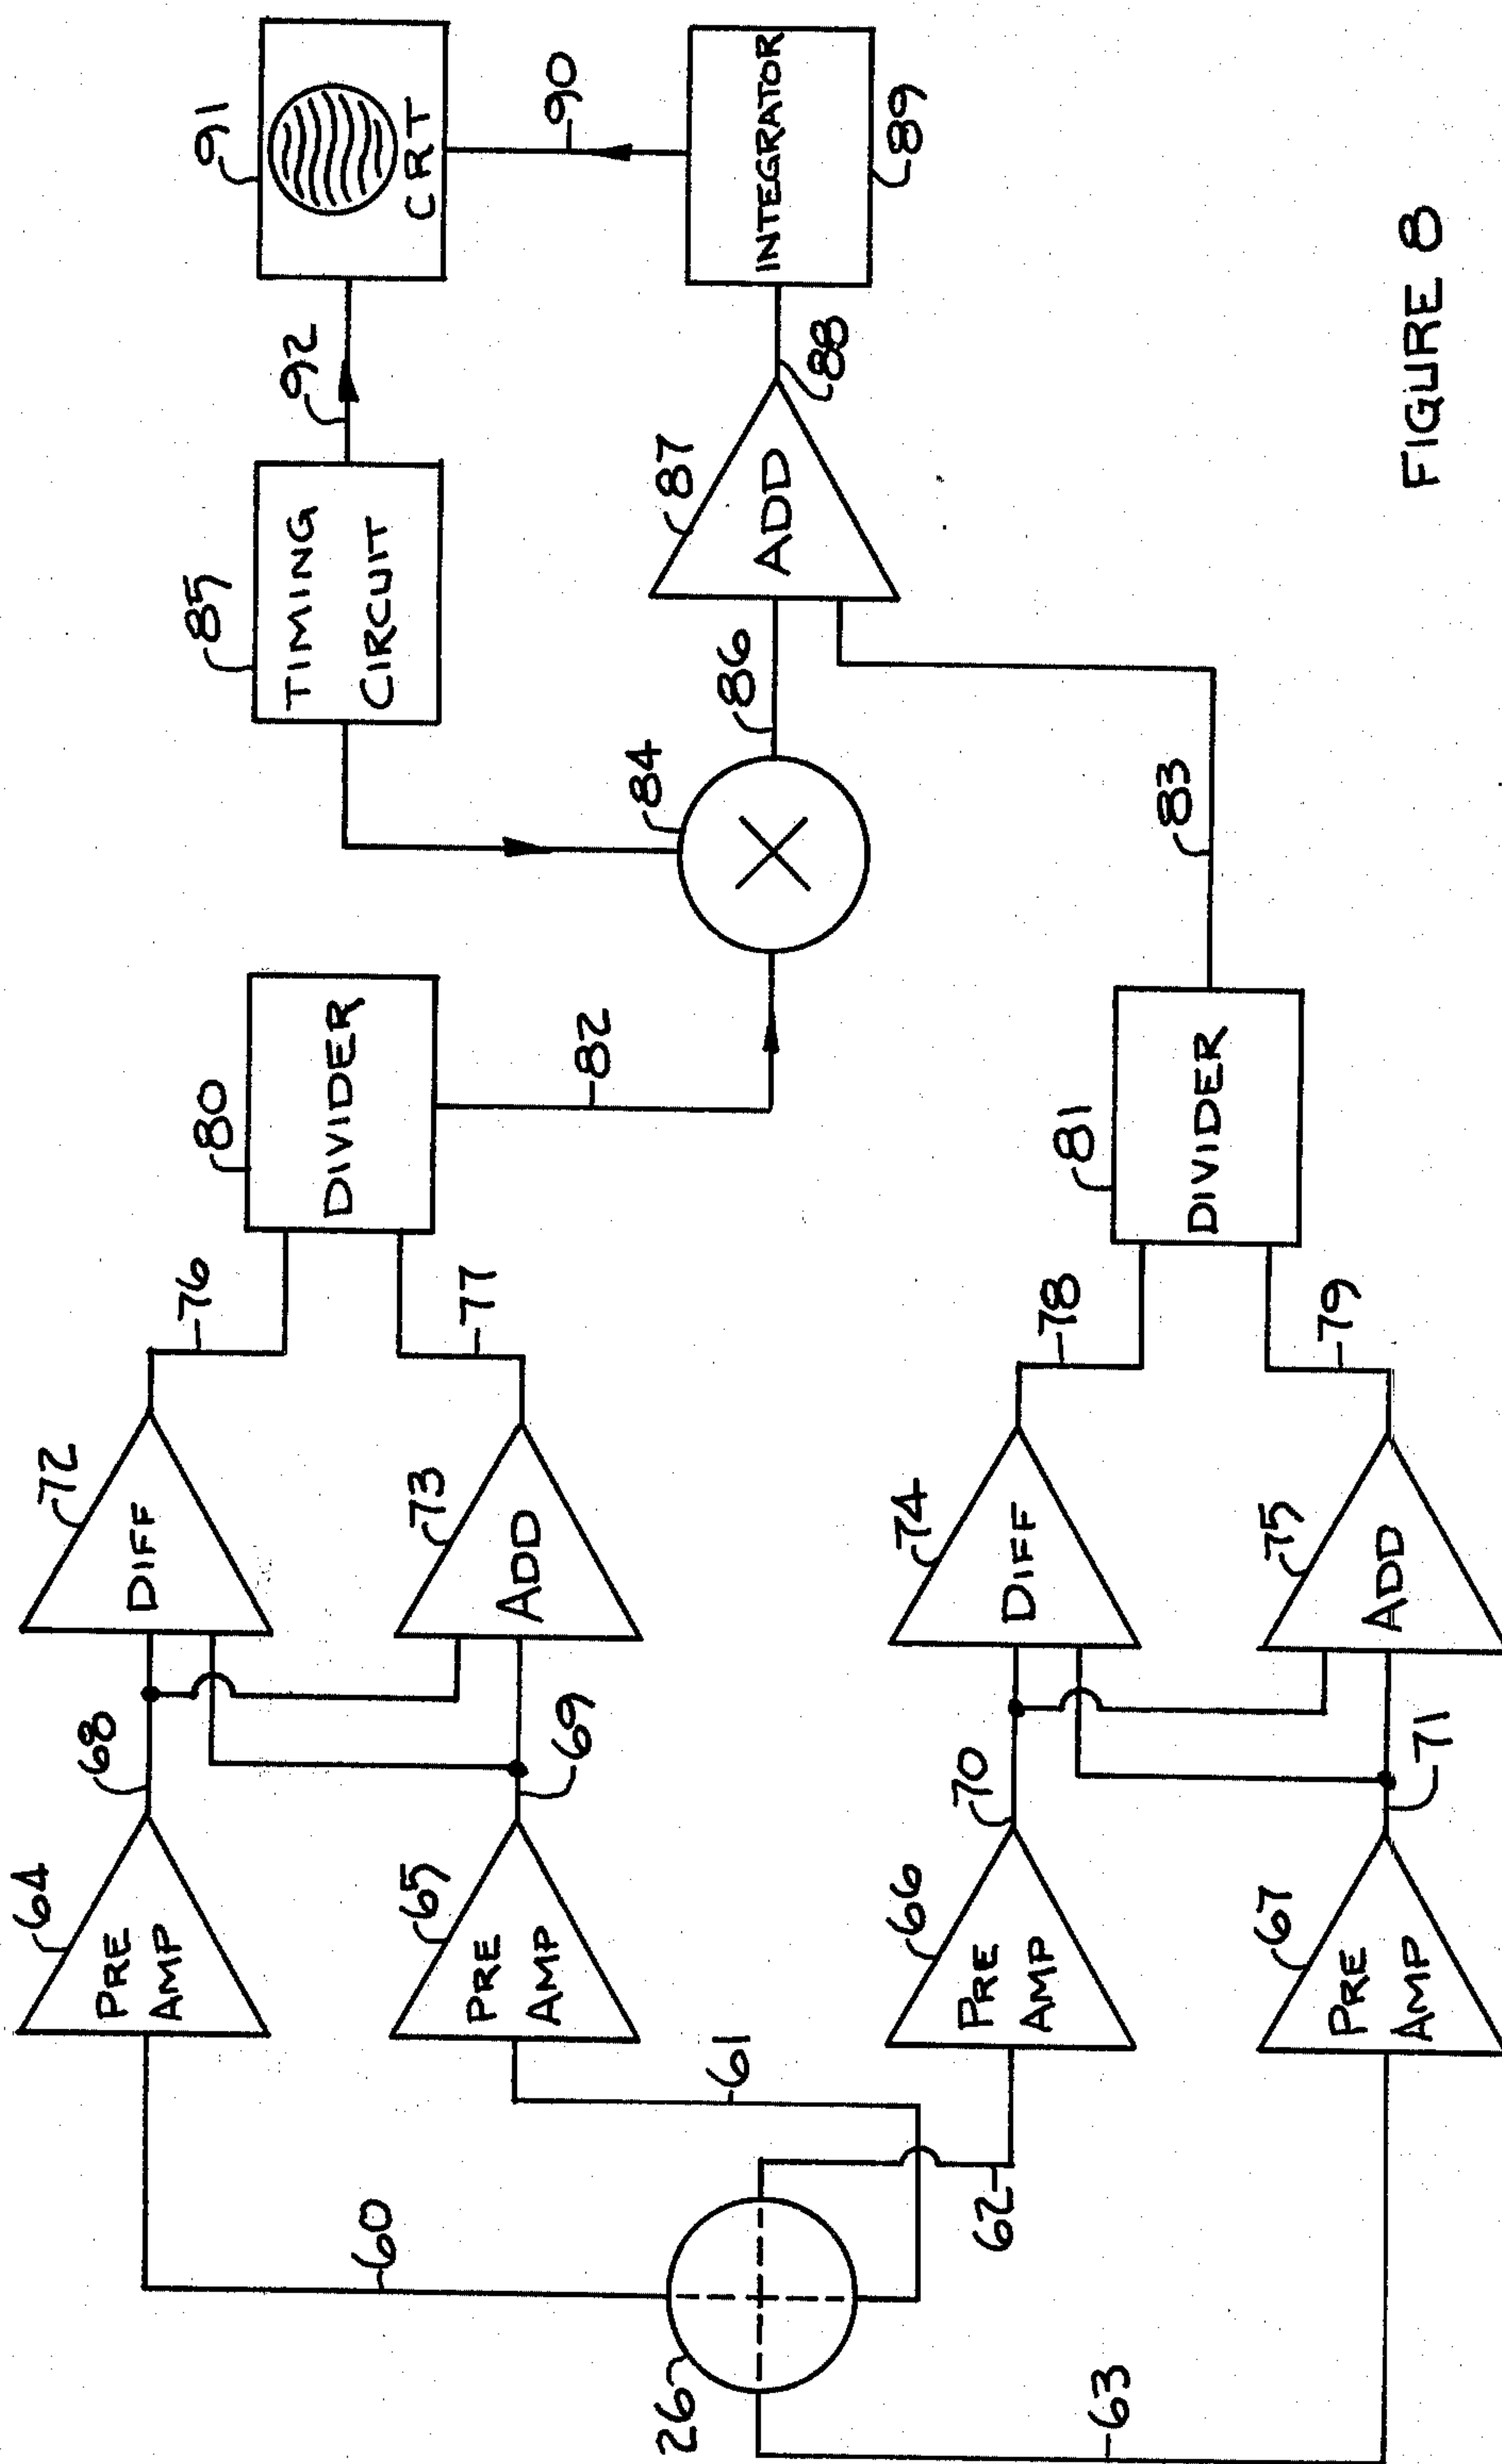 26
60
61
62
63
64
PRE
AMP
65
PRE
AMP
66
PRE
AMP
67
PRE
AMP
68
69
70
71
72
DIFF
73
ADD
74
DIFF
75
ADD
76
77
78
79
80
DIVIDER
81
DIVIDER
82
83
84
85
TIMING
CIRCUIT
86
87
ADD
88
89
INTEGRATOR
90
91
CRT
92
FIGURE 8